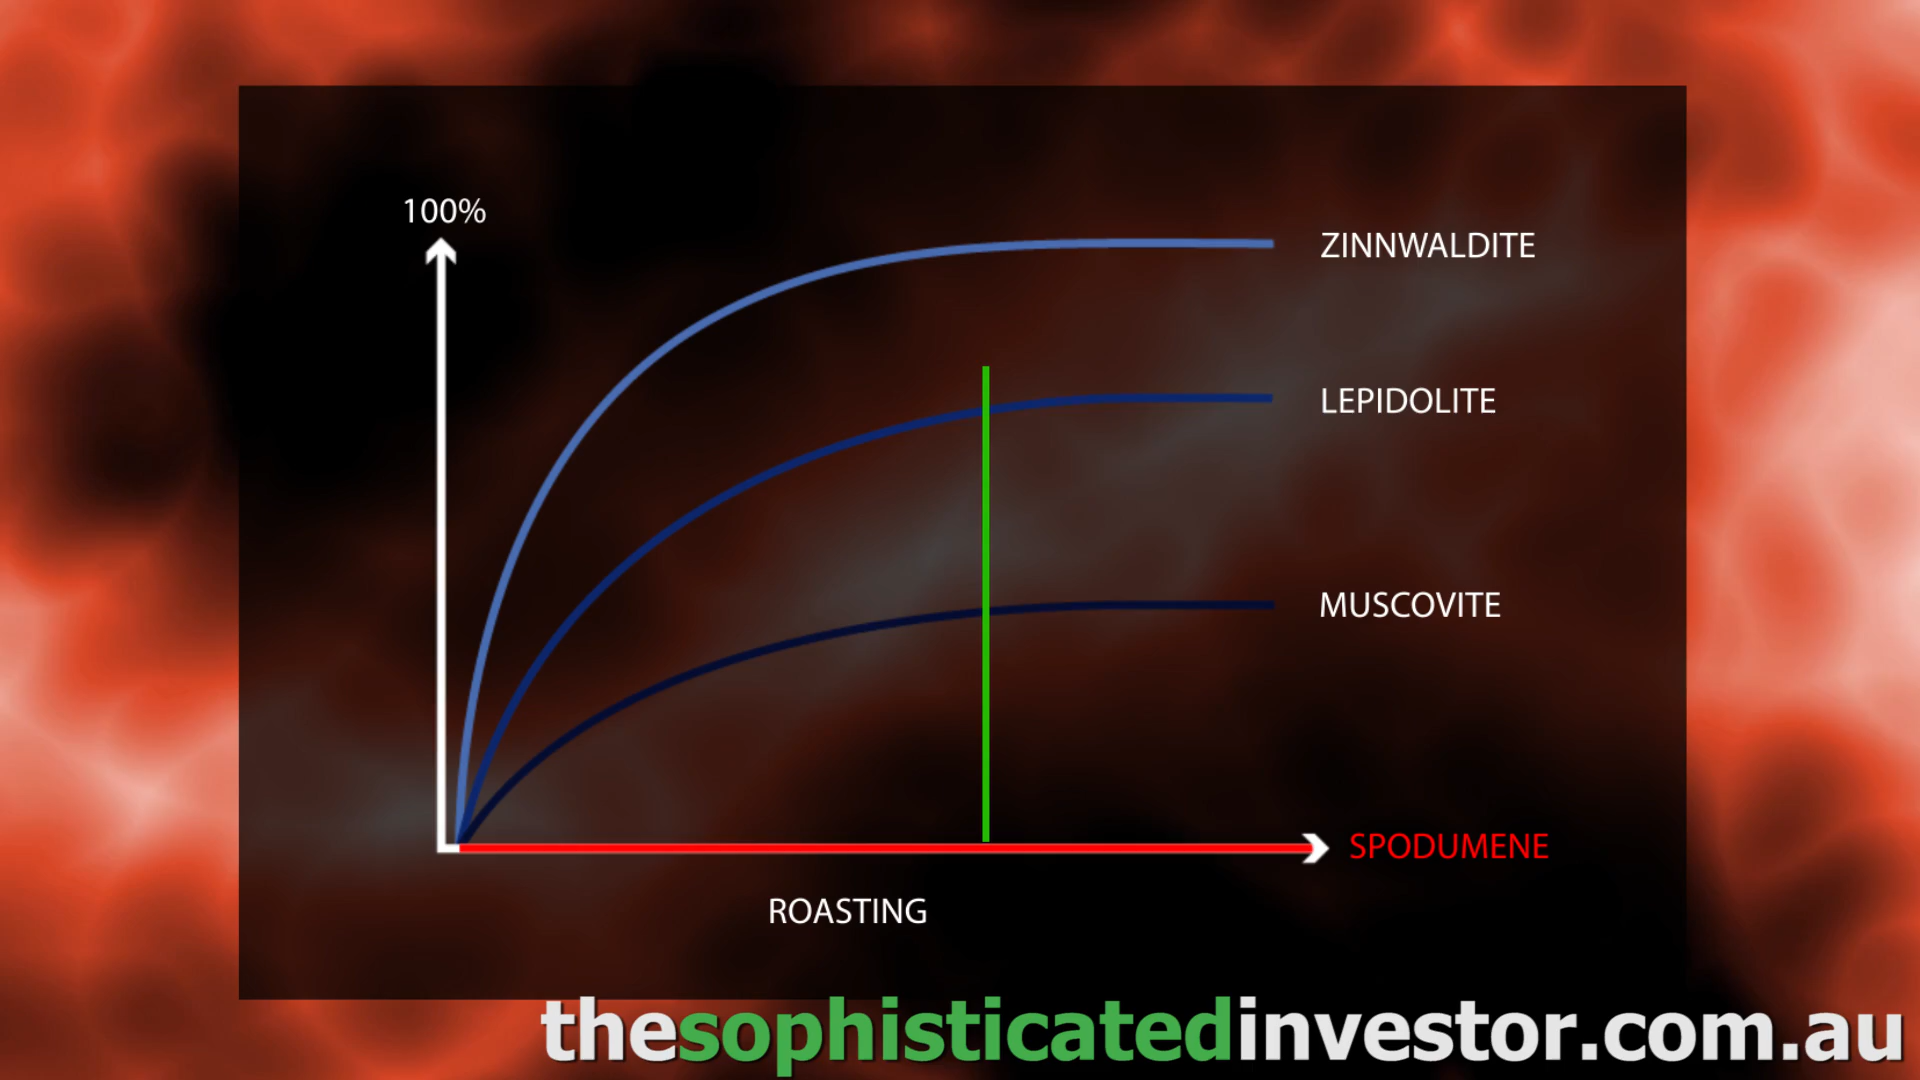 100%
ZINNWALDITE
LEPIDOLITE
MUSCOVITE
SPODUMENE
ROASTING
thesophisticatedinvestor.com.au